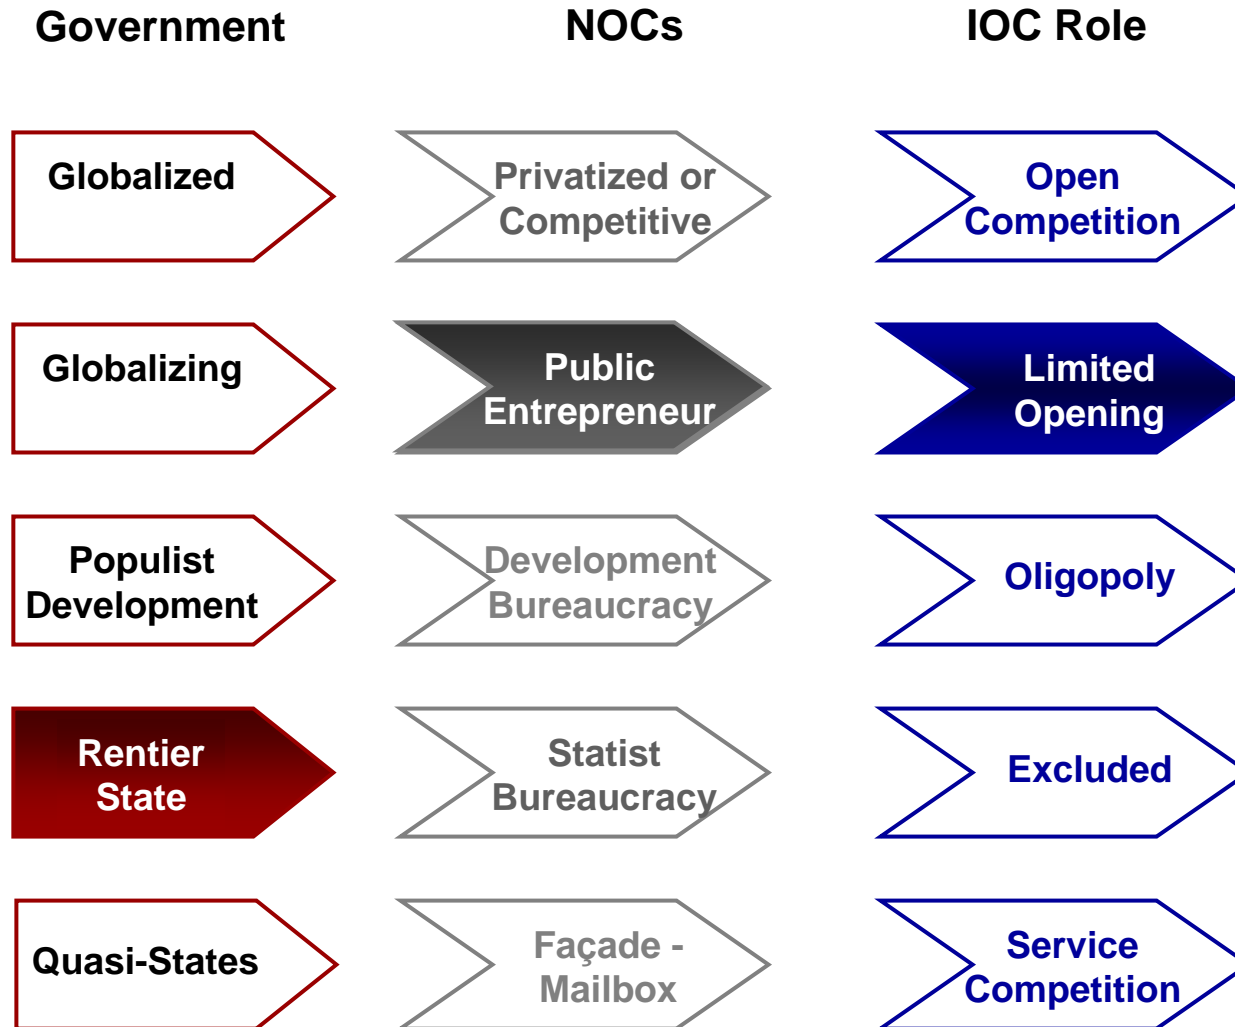 Government NOCs IOC Role
Globalized
Privatized or
Competitive
Open
Competition
Globalizing
Public
Entrepreneur
Limited
Opening
Populist
Development
Development
Bureaucracy
Oligopoly
Rentier
State
Statist
Bureaucracy
Excluded
Quasi-States
Façade -
Mailbox
Service
Competition